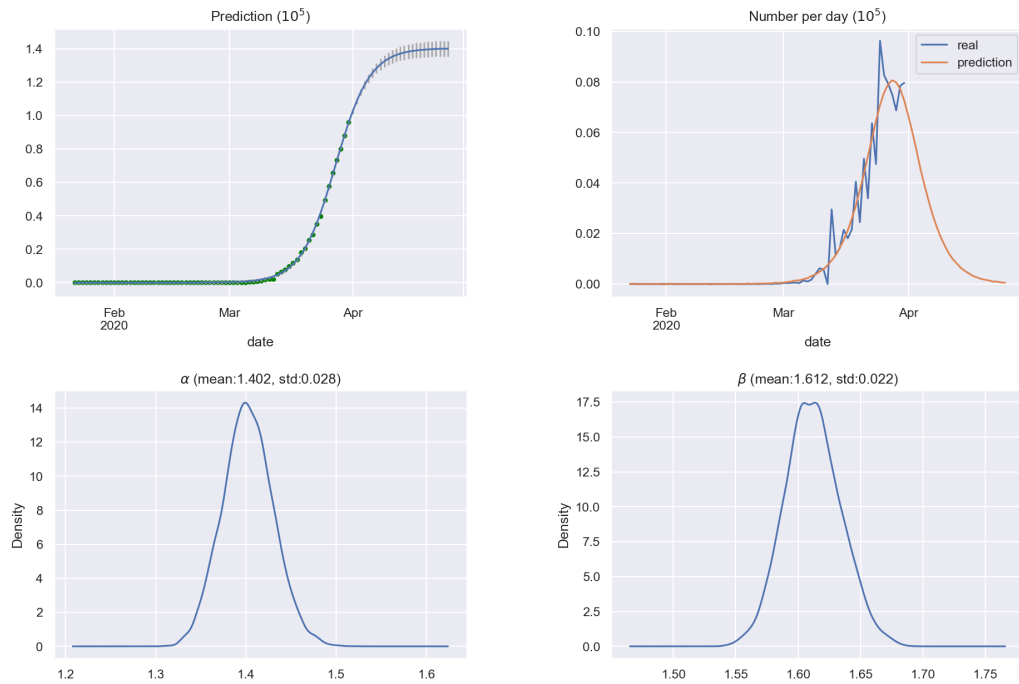 Prediction (10⁵)
1.4
1.2
1.0
0.8
0.6
0.4
0.2
0.0
Feb
2020
Mar
Apr
date
Number per day (10⁵)
real
prediction
0.10
0.08
0.06
0.04
0.02
0.00
Feb
2020
Mar
Apr
date
α (mean:1.402, std:0.028)
Density
14
12
10
8
6
4
2
0
1.2 1.3 1.4 1.5 1.6
β (mean:1.612, std:0.022)
Density
17.5
15.0
12.5
10.0
7.5
5.0
2.5
0.0
1.50 1.55 1.60 1.65 1.70 1.75